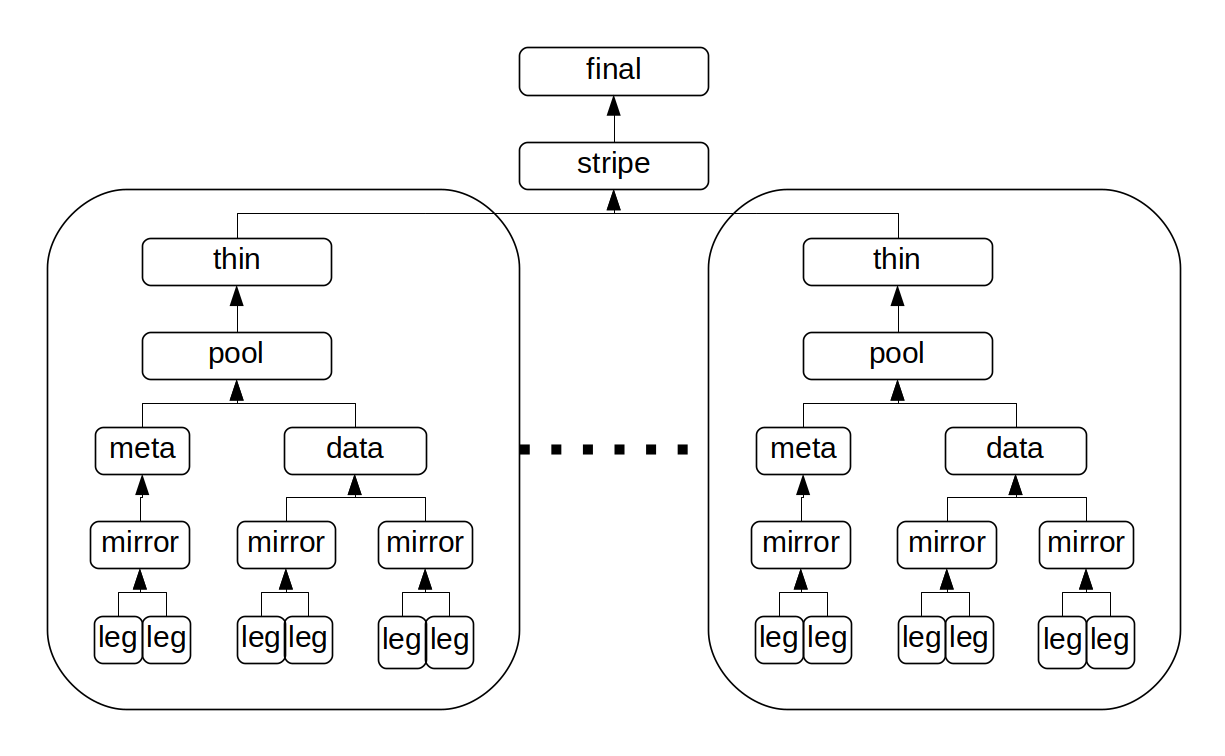 final
stripe
thin thin
pool pool
meta data meta data
mirror mirror mirror mirror mirror mirror
leg leg leg leg leg leg leg leg leg leg leg leg